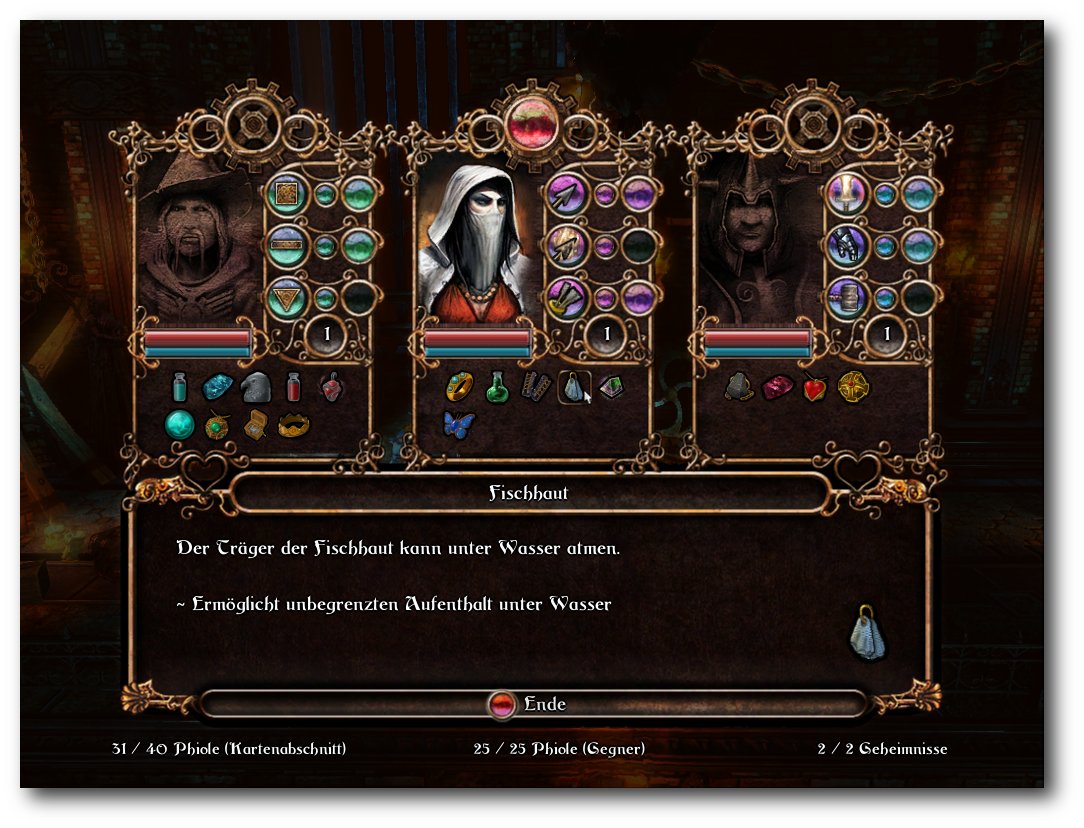 1
1
1
Fischhaut
Der Träger der Fischhaut kann unter Wasser atmen.
~ Ermöglicht unbegrenzten Aufenthalt unter Wasser
Ende
31 / 40 Phiole (Kartenabschnitt)
25 / 25 Phiole (Gegner)
2 / 2 Geheimnisse